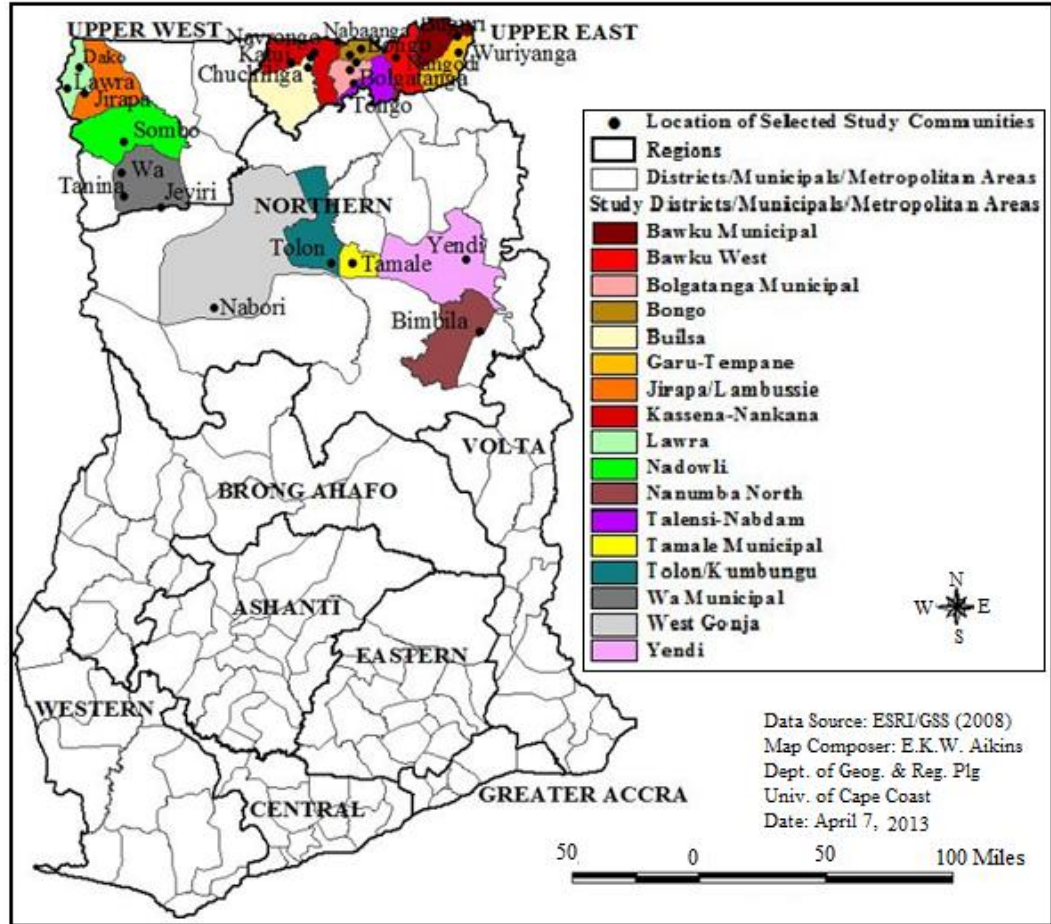 UPPER WEST
UPPER EAST
Navrongo
Nabaanga
Bongo
Wuriyanga
Nangodi
Chuchinga
Bolgatanga
Tongo
Dako
Lawra
Jirapa
Sombo
Wa
Tanina
Jeyiri
NORTHERN
Tolon
Tamale
Yendi
Nabori
Bimbila
VOLTA
BRONG AHAFO
ASHANTI
EASTERN
WESTERN
CENTRAL
GREATER ACCRA
Location of Selected Study Communities
Regions
Districts/Municipals/Metropolitan Areas
Study Districts/Municipals/Metropolitan Areas
Bawku Municipal
Bawku West
Bolgatanga Municipal
Bongo
Builsa
Garu-Tempane
Jirapa/Lambussie
Kassena-Nankana
Lawra
Nadowli
Nanumba North
Talensi-Nabdam
Tamale Municipal
Tolon/Kumbungu
Wa Municipal
West Gonja
Yendi
N
W E
S
Data Source: ESRI/GSS (2008)
Map Composer: E.K.W. Aikins
Dept. of Geog. & Reg. Plg
Univ. of Cape Coast
Date: April 7, 2013
50 0 50 100 Miles